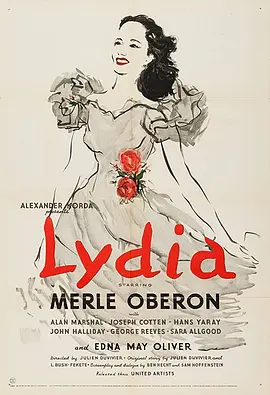 ALEXANDER KORDA
presents
Lydia
STARRING
MERLE OBERON
with
ALAN MARSHAL · JOSEPH COTTEN · HANS YARAY
JOHN HALLIDAY · GEORGE REEVES · SARA ALLGOOD
and EDNA MAY OLIVER
Directed by JULIEN DUVIVIER · Original story by JULIEN DUVIVIER and
L. BUSH-FEKETE · Screenplay and dialogue by BEN HECHT and SAM HOFFENSTEIN
Released thru UNITED ARTISTS